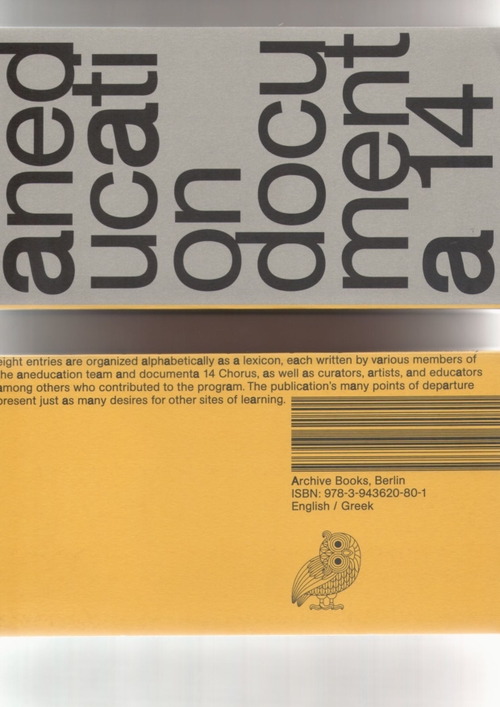 aned
ucati
on
docu
ment
a 14
eight entries are organized alphabetically as a lexicon, each written by various members of
the aneducation team and documenta 14 Chorus, as well as curators, artists, and educators
among others who contributed to the program. The publication's many points of departure
present just as many desires for other sites of learning.
Archive Books, Berlin
ISBN: 978-3-943620-80-1
English / Greek